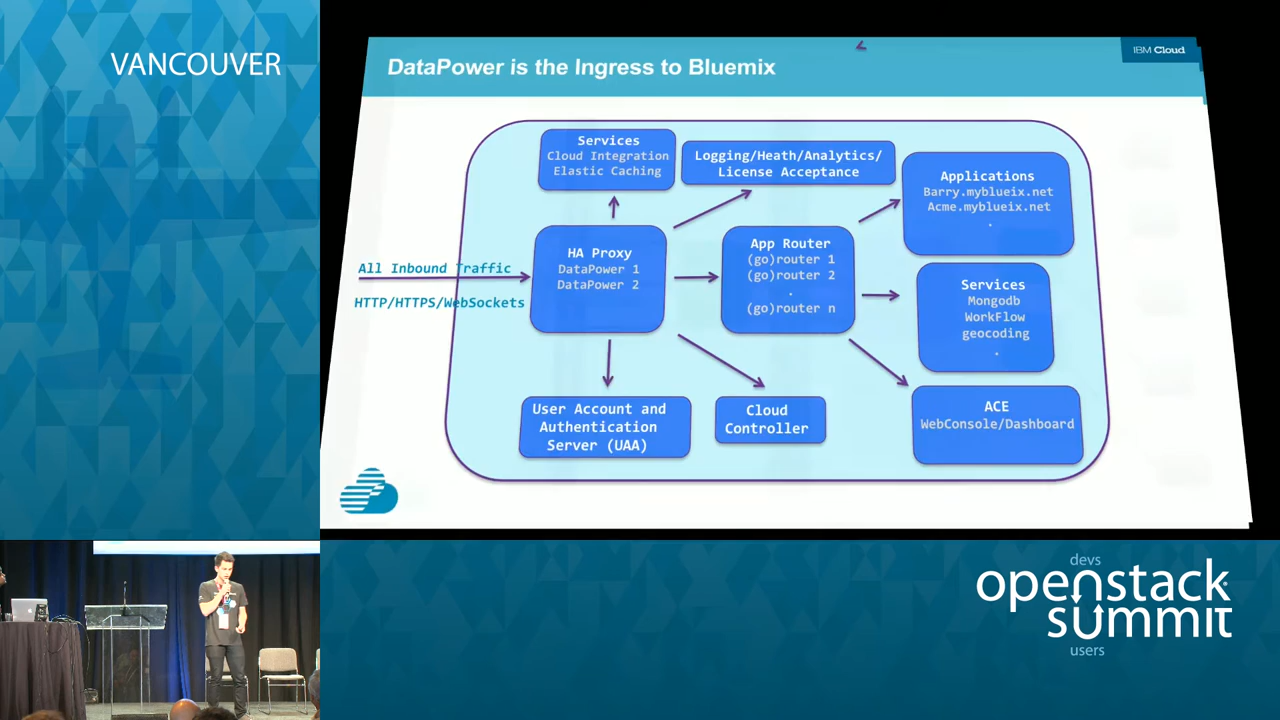 VANCOUVER
IBM Cloud
DataPower is the Ingress to Bluemix
Services
Cloud Integration
Elastic Caching
Logging/Heath/Analytics/
License Acceptance
Applications
Barry.myblueix.net
Acme.myblueix.net
.
All Inbound Traffic
HTTP/HTTPS/WebSockets
HA Proxy
DataPower 1
DataPower 2
App Router
(go)router 1
(go)router 2
.
(go)router n
Services
Mongodb
WorkFlow
geocoding
.
User Account and
Authentication
Server (UAA)
Cloud
Controller
ACE
WebConsole/Dashboard
devs
openstack
summit
users